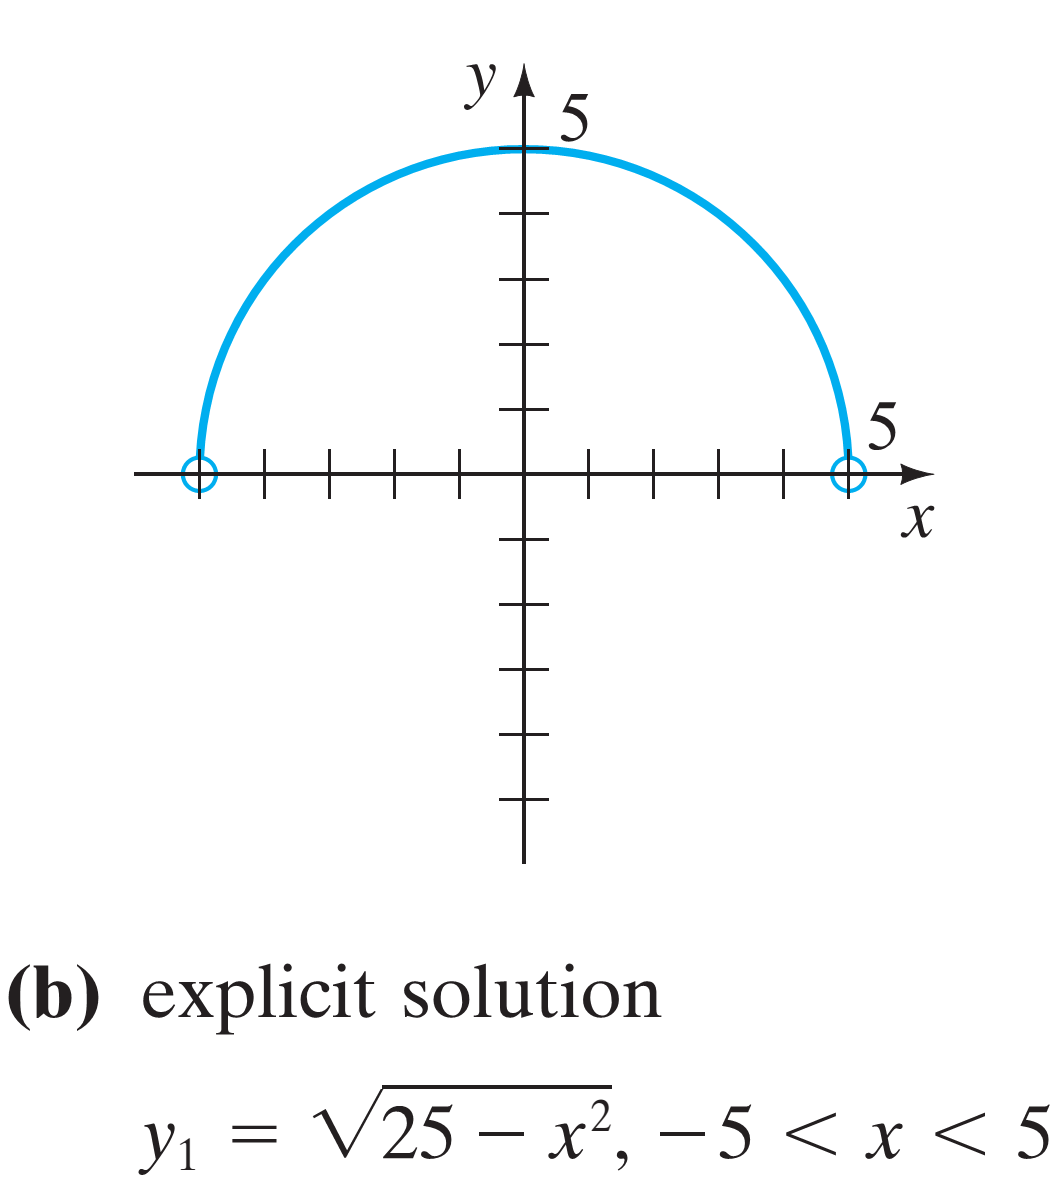 y
5
5
x
(b) explicit solution
y₁ = √25 − x², −5 < x < 5